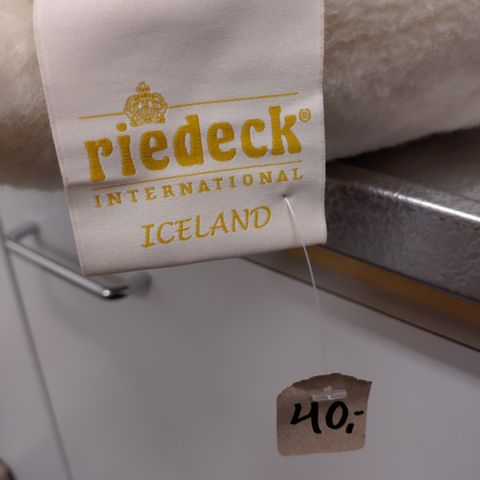 riedeck®
INTERNATIONAL
ICELAND
40,-